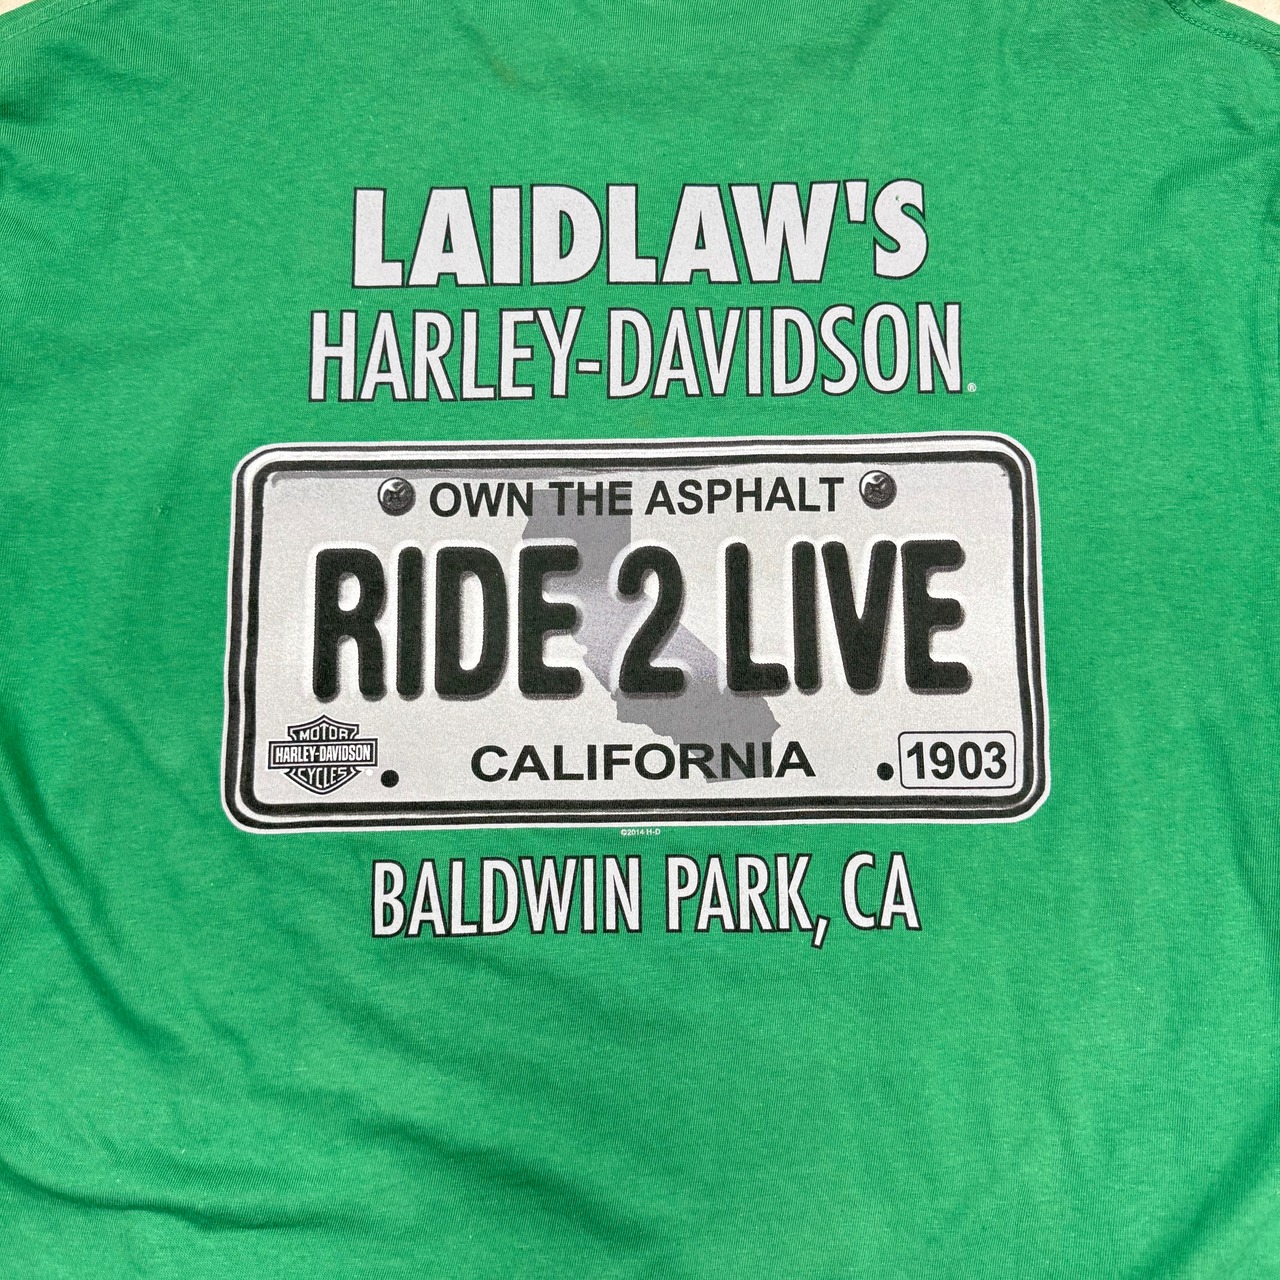 LAIDLAW'S
HARLEY-DAVIDSON®
OWN THE ASPHALT
RIDE 2 LIVE
MOTOR
HARLEY-DAVIDSON
CYCLES
CALIFORNIA
1903
©2014 H-D
BALDWIN PARK, CA